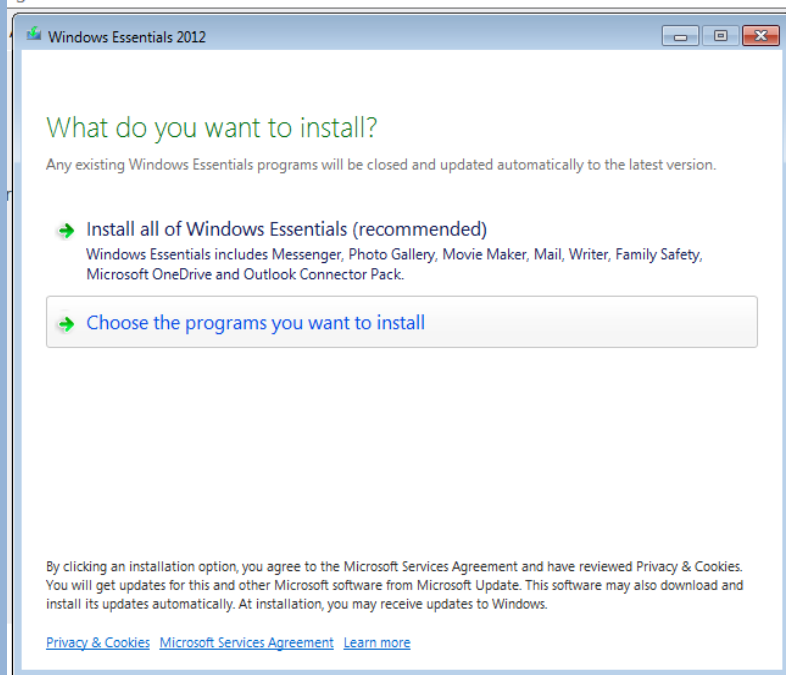 Windows Essentials 2012
What do you want to install?
Any existing Windows Essentials programs will be closed and updated automatically to the latest version.
Install all of Windows Essentials (recommended)
Windows Essentials includes Messenger, Photo Gallery, Movie Maker, Mail, Writer, Family Safety,
Microsoft OneDrive and Outlook Connector Pack.
Choose the programs you want to install
By clicking an installation option, you agree to the Microsoft Services Agreement and have reviewed Privacy & Cookies.
You will get updates for this and other Microsoft software from Microsoft Update. This software may also download and
install its updates automatically. At installation, you may receive updates to Windows.
Privacy & Cookies Microsoft Services Agreement Learn more